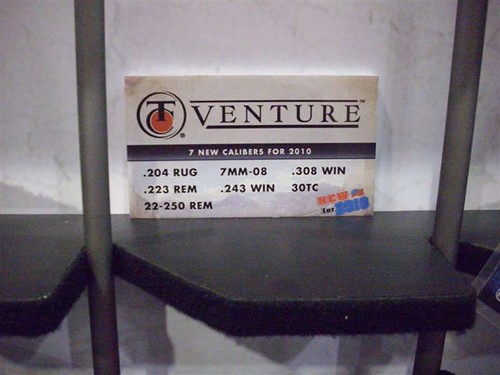 TC ® VENTURE™
7 NEW CALIBERS FOR 2010
.204 RUG 7MM-08 .308 WIN
.223 REM .243 WIN 30TC
22-250 REM
NEW
for 2010